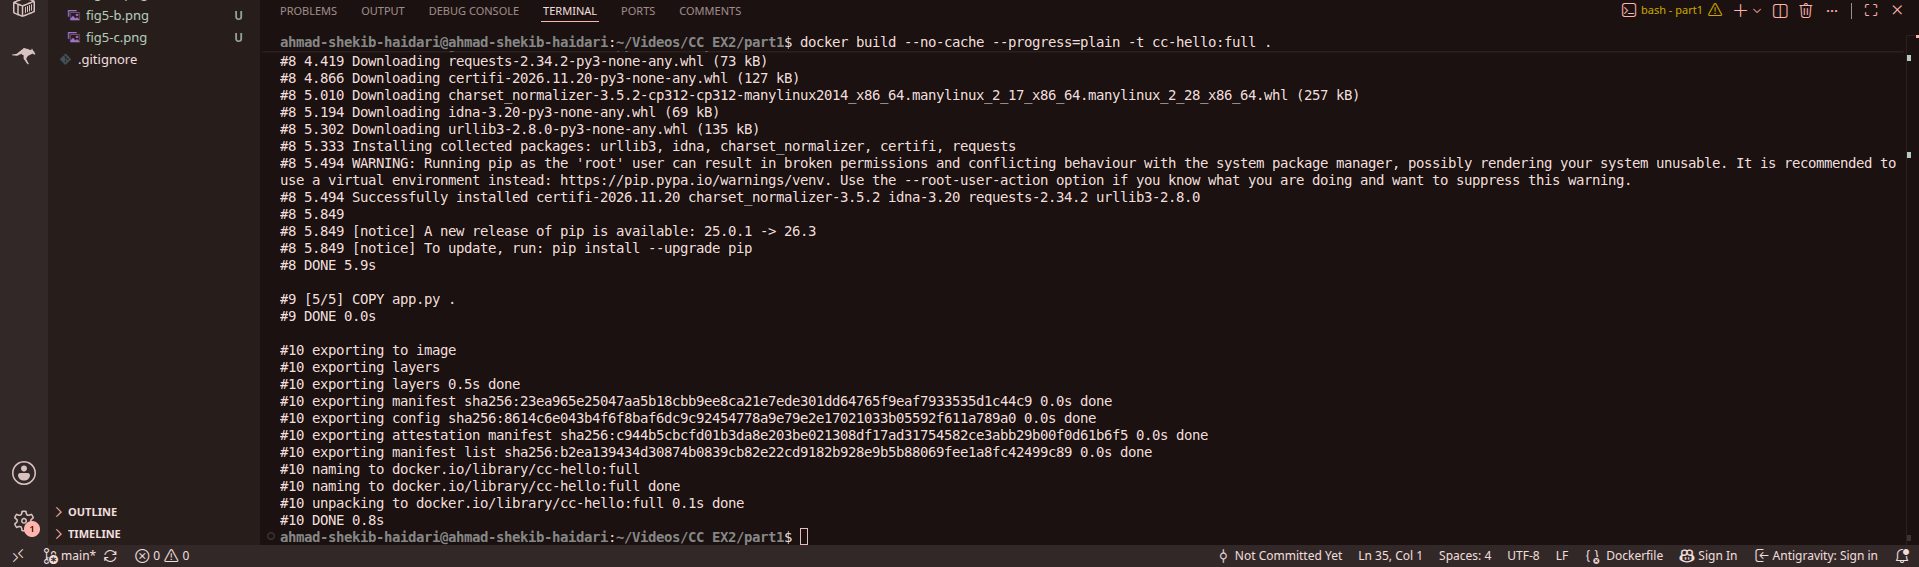 PROBLEMS OUTPUT DEBUG CONSOLE TERMINAL PORTS COMMENTS
bash - part1
fig5-b.png U
fig5-c.png U
.gitignore
ahmad-shekib-haidari@ahmad-shekib-haidari:~/Videos/CC EX2/part1$ docker build --no-cache --progress=plain -t cc-hello:full .
#8 4.419 Downloading requests-2.34.2-py3-none-any.whl (73 kB)
#8 4.866 Downloading certifi-2026.11.20-py3-none-any.whl (127 kB)
#8 5.010 Downloading charset_normalizer-3.5.2-cp312-cp312-manylinux2014_x86_64.manylinux_2_17_x86_64.manylinux_2_28_x86_64.whl (257 kB)
#8 5.194 Downloading idna-3.20-py3-none-any.whl (69 kB)
#8 5.302 Downloading urllib3-2.8.0-py3-none-any.whl (135 kB)
#8 5.333 Installing collected packages: urllib3, idna, charset_normalizer, certifi, requests
#8 5.494 WARNING: Running pip as the 'root' user can result in broken permissions and conflicting behaviour with the system package manager, possibly rendering your system unusable. It is recommended to
use a virtual environment instead: https://pip.pypa.io/warnings/venv. Use the --root-user-action option if you know what you are doing and want to suppress this warning.
#8 5.494 Successfully installed certifi-2026.11.20 charset_normalizer-3.5.2 idna-3.20 requests-2.34.2 urllib3-2.8.0
#8 5.849
#8 5.849 [notice] A new release of pip is available: 25.0.1 -> 26.3
#8 5.849 [notice] To update, run: pip install --upgrade pip
#8 DONE 5.9s
#9 [5/5] COPY app.py .
#9 DONE 0.0s
#10 exporting to image
#10 exporting layers
#10 exporting layers 0.5s done
#10 exporting manifest sha256:23ea965e25047aa5b18cbb9ee8ca21e7ede301dd64765f9eaf7933535d1c44c9 0.0s done
#10 exporting config sha256:8614c6e043b4f6f8baf6dc9c92454778a9e79e2e17021033b05592f611a789a0 0.0s done
#10 exporting attestation manifest sha256:c944b5cbcfd01b3da8e203be021308df17ad31754582ce3abb29b00f0d61b6f5 0.0s done
#10 exporting manifest list sha256:b2ea139434d30874b0839cb82e22cd9182b928e9b5b88069fee1a8fc42499c89 0.0s done
#10 naming to docker.io/library/cc-hello:full
#10 naming to docker.io/library/cc-hello:full done
#10 unpacking to docker.io/library/cc-hello:full 0.1s done
#10 DONE 0.8s
ahmad-shekib-haidari@ahmad-shekib-haidari:~/Videos/CC EX2/part1$
OUTLINE
TIMELINE
1
main* 0 0 Not Committed Yet Ln 35, Col 1 Spaces: 4 UTF-8 LF Dockerfile Sign In Antigravity: Sign in